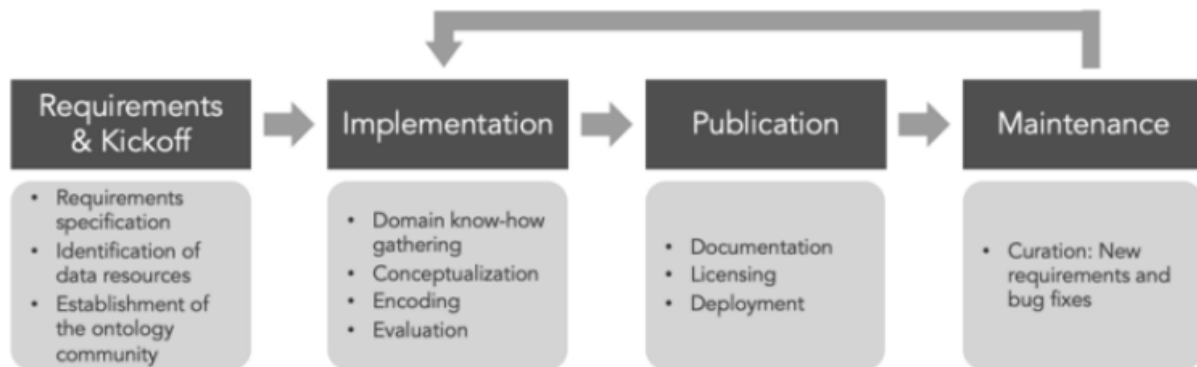 Requirements
& Kickoff
Implementation
Publication
Maintenance
• Requirements
specification
• Identification of
data resources
• Establishment of
the ontology
community
• Domain know-how
gathering
• Conceptualization
• Encoding
• Evaluation
• Documentation
• Licensing
• Deployment
• Curation: New
requirements and
bug fixes